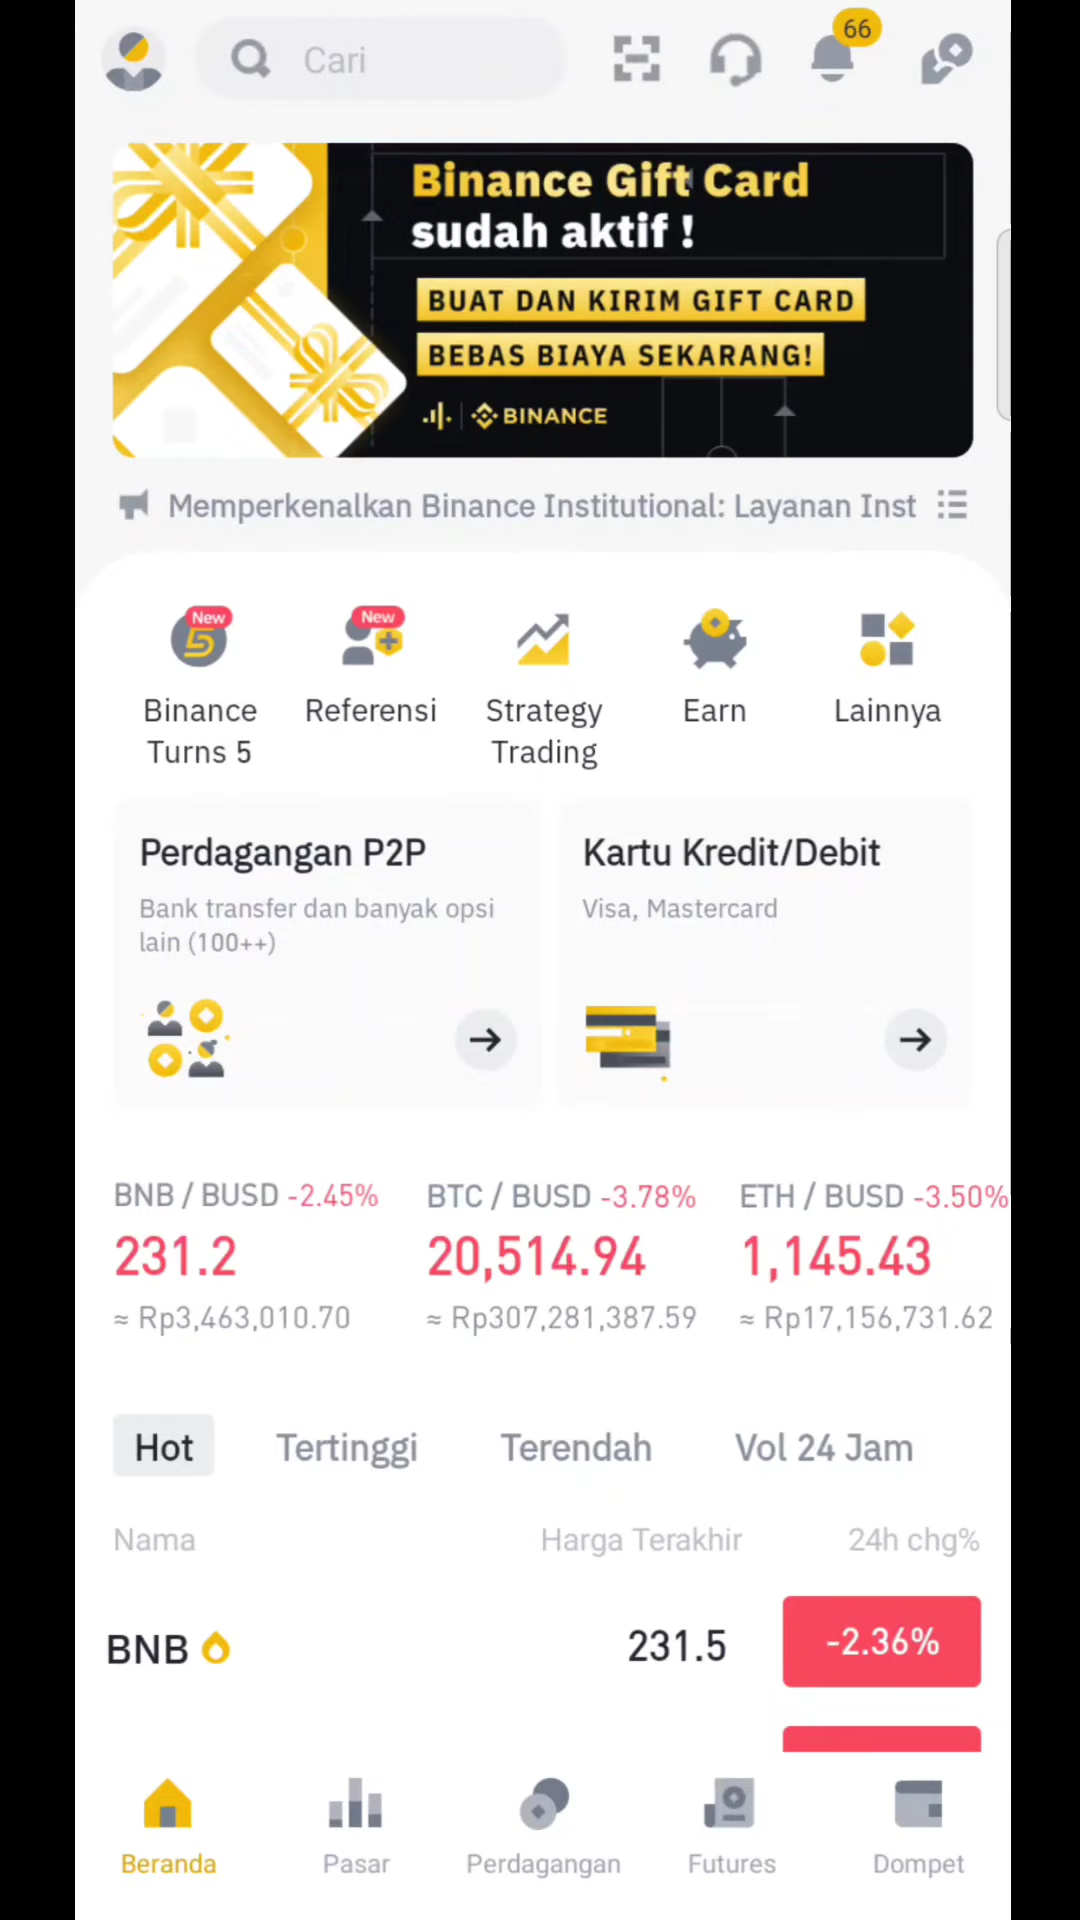 Cari
66
Binance Gift Card
sudah aktif !
BUAT DAN KIRIM GIFT CARD
BEBAS BIAYA SEKARANG!
BINANCE
Memperkenalkan Binance Institutional: Layanan Inst
New
New
Binance
Turns 5
Referensi
Strategy
Trading
Earn
Lainnya
Perdagangan P2P
Bank transfer dan banyak opsi
lain (100++)
Kartu Kredit/Debit
Visa, Mastercard
BNB / BUSD -2.45%
231.2
≈ Rp3,463,010.70
BTC / BUSD -3.78%
20,514.94
≈ Rp307,281,387.59
ETH / BUSD -3.50%
1,145.43
≈ Rp17,156,731.62
Hot Tertinggi Terendah Vol 24 Jam
Nama Harga Terakhir 24h chg%
BNB 231.5 -2.36%
Beranda Pasar Perdagangan Futures Dompet